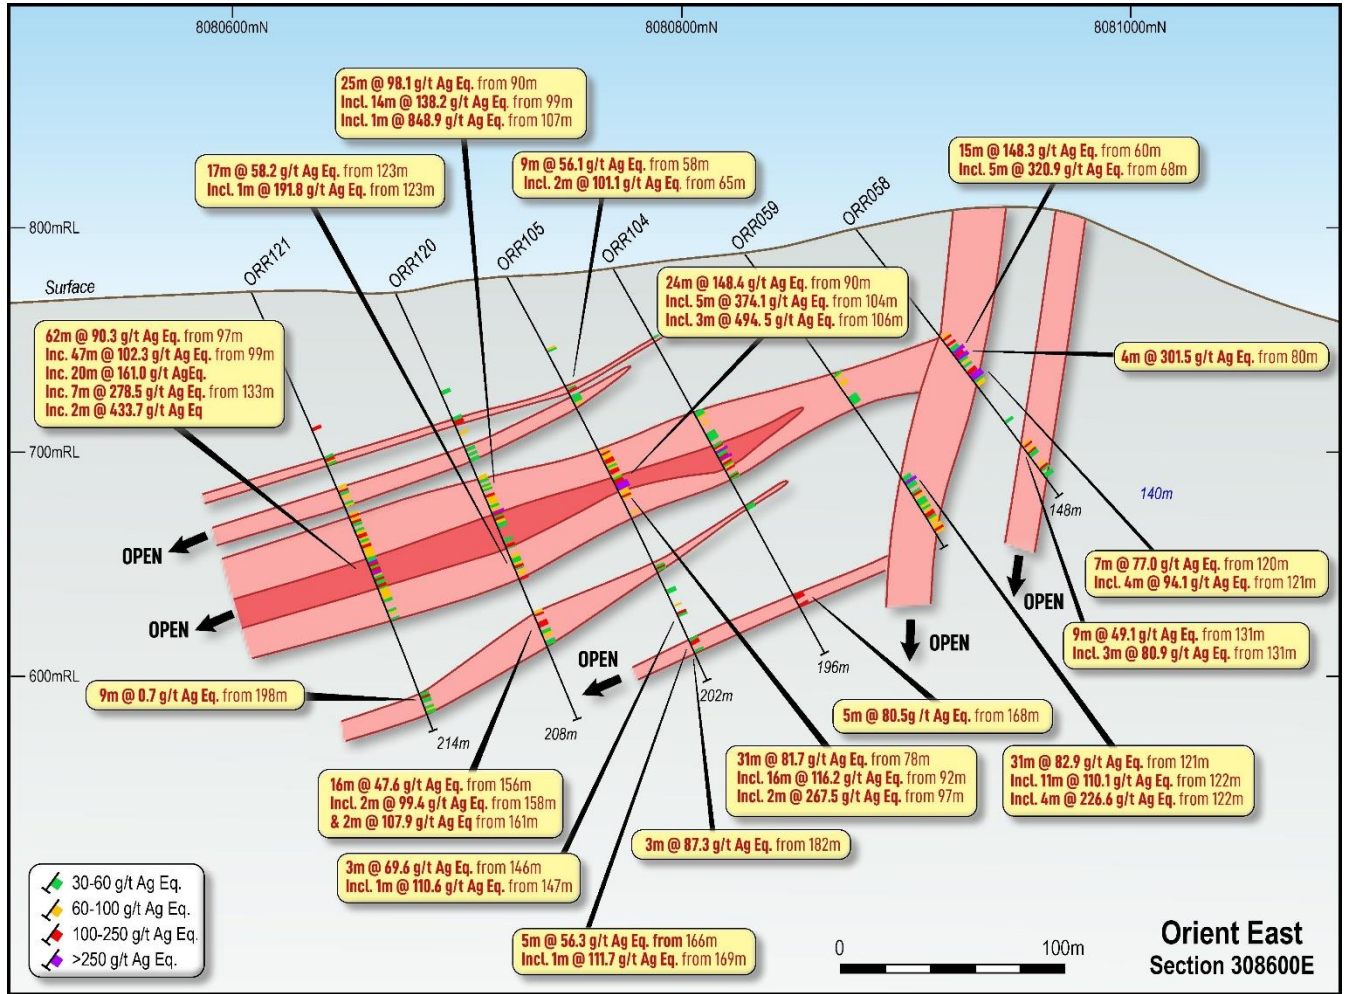 8080600mN
8080800mN
8081000mN
25m @ 98.1 g/t Ag Eq. from 90m
Incl. 14m @ 138.2 g/t Ag Eq. from 99m
Incl. 1m @ 848.9 g/t Ag Eq. from 107m
17m @ 58.2 g/t Ag Eq. from 123m
Incl. 1m @ 191.8 g/t Ag Eq. from 123m
9m @ 56.1 g/t Ag Eq. from 58m
Incl. 2m @ 101.1 g/t Ag Eq. from 65m
15m @ 148.3 g/t Ag Eq. from 60m
Incl. 5m @ 320.9 g/t Ag Eq. from 68m
800mRL
ORR121
ORR120
ORR105
ORR104
ORR059
ORR058
Surface
24m @ 148.4 g/t Ag Eq. from 90m
Incl. 5m @ 374.1 g/t Ag Eq. from 104m
Incl. 3m @ 494.5 g/t Ag Eq. from 106m
62m @ 90.3 g/t Ag Eq. from 97m
Inc. 47m @ 102.3 g/t Ag Eq. from 99m
Inc. 20m @ 161.0 g/t AgEq.
Inc. 7m @ 278.5 g/t Ag Eq. from 133m
Inc. 2m @ 433.7 g/t Ag Eq
4m @ 301.5 g/t Ag Eq. from 80m
700mRL
140m
148m
OPEN
7m @ 77.0 g/t Ag Eq. from 120m
Incl. 4m @ 94.1 g/t Ag Eq. from 121m
OPEN
OPEN
OPEN
9m @ 49.1 g/t Ag Eq. from 131m
Incl. 3m @ 80.9 g/t Ag Eq. from 131m
OPEN
600mRL
196m
202m
9m @ 0.7 g/t Ag Eq. from 198m
5m @ 80.5g /t Ag Eq. from 168m
214m
208m
31m @ 81.7 g/t Ag Eq. from 78m
Incl. 16m @ 116.2 g/t Ag Eq. from 92m
Incl. 2m @ 267.5 g/t Ag Eq. from 97m
31m @ 82.9 g/t Ag Eq. from 121m
Incl. 11m @ 110.1 g/t Ag Eq. from 122m
Incl. 4m @ 226.6 g/t Ag Eq. from 122m
16m @ 47.6 g/t Ag Eq. from 156m
Incl. 2m @ 99.4 g/t Ag Eq. from 158m
& 2m @ 107.9 g/t Ag Eq from 161m
3m @ 87.3 g/t Ag Eq. from 182m
3m @ 69.6 g/t Ag Eq. from 146m
Incl. 1m @ 110.6 g/t Ag Eq. from 147m
5m @ 56.3 g/t Ag Eq. from 166m
Incl. 1m @ 111.7 g/t Ag Eq. from 169m
30-60 g/t Ag Eq.
60-100 g/t Ag Eq.
100-250 g/t Ag Eq.
>250 g/t Ag Eq.
0
100m
Orient East
Section 308600E